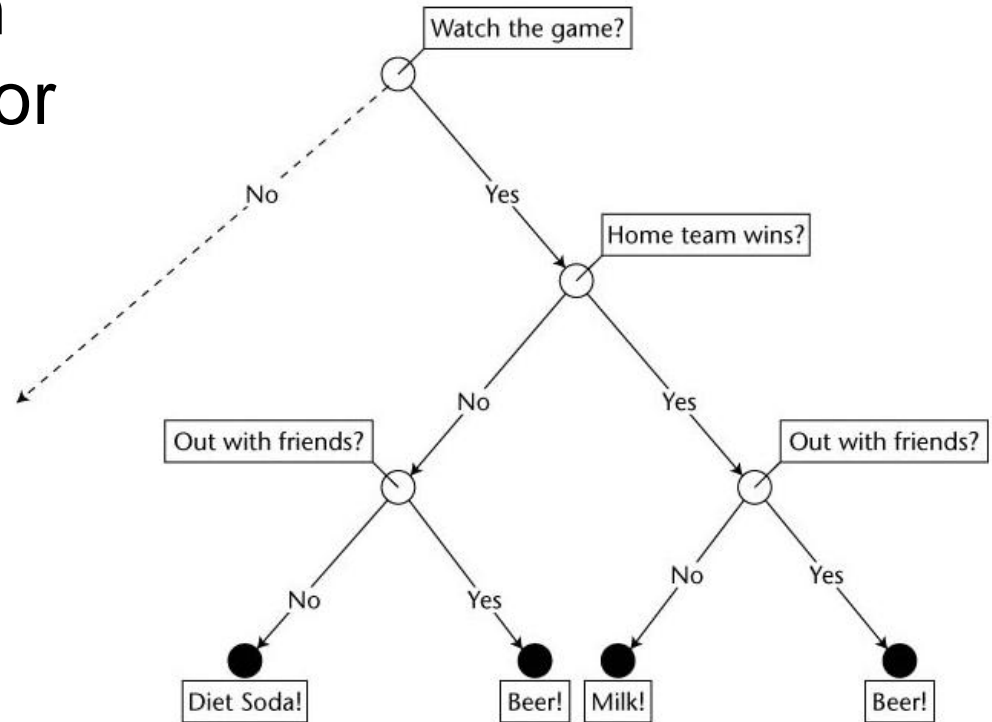 or
Watch the game?
No
Yes
Home team wins?
No
Yes
Out with friends?
Out with friends?
No
Yes
No
Yes
Diet Soda!
Beer!
Milk!
Beer!